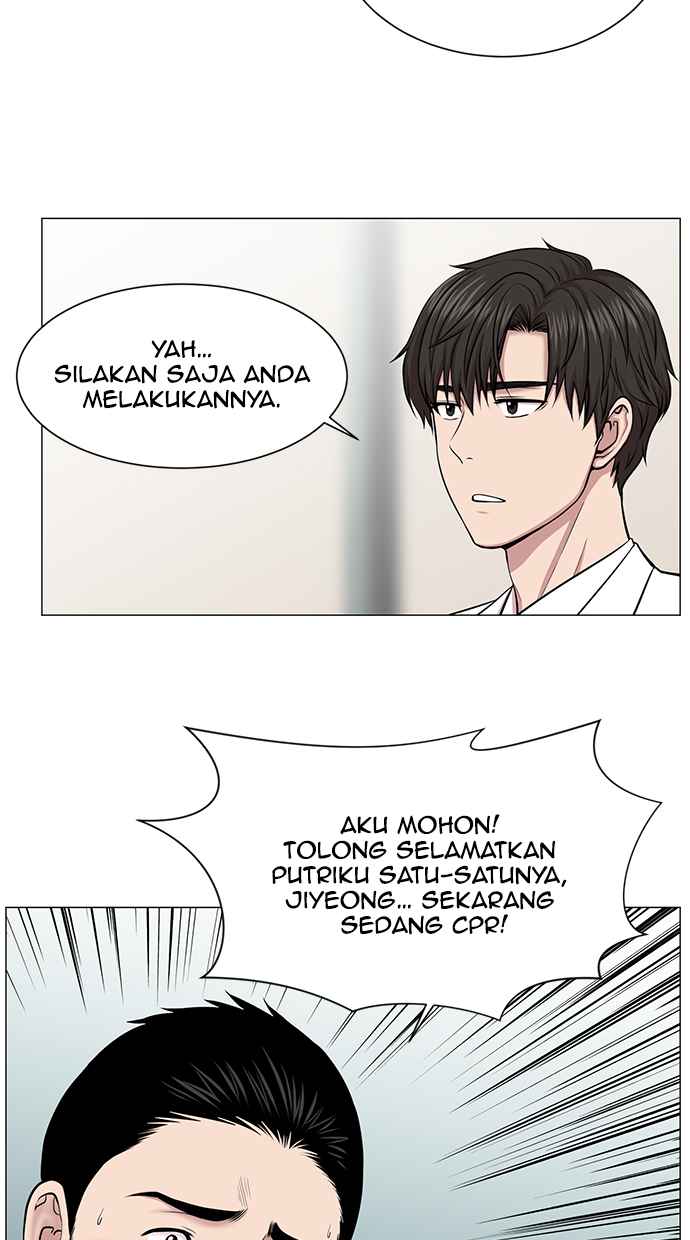 YAH...
SILAKAN SAJA ANDA
MELAKUKANNYA.
AKU MOHON!
TOLONG SELAMATKAN
PUTRIKU SATU-SATUNYA,
JIYEONG... SEKARANG
SEDANG CPR!